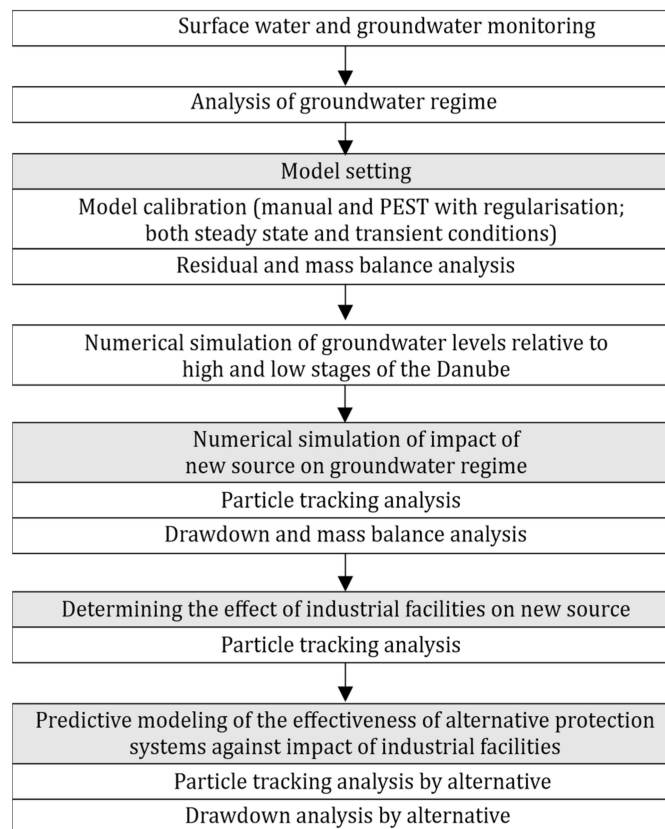 Surface water and groundwater monitoring
Analysis of groundwater regime
Model setting
Model calibration (manual and PEST with regularisation;
both steady state and transient conditions)
Residual and mass balance analysis
Numerical simulation of groundwater levels relative to
high and low stages of the Danube
Numerical simulation of impact of
new source on groundwater regime
Particle tracking analysis
Drawdown and mass balance analysis
Determining the effect of industrial facilities on new source
Particle tracking analysis
Predictive modeling of the effectiveness of alternative protection
systems against impact of industrial facilities
Particle tracking analysis by alternative
Drawdown analysis by alternative